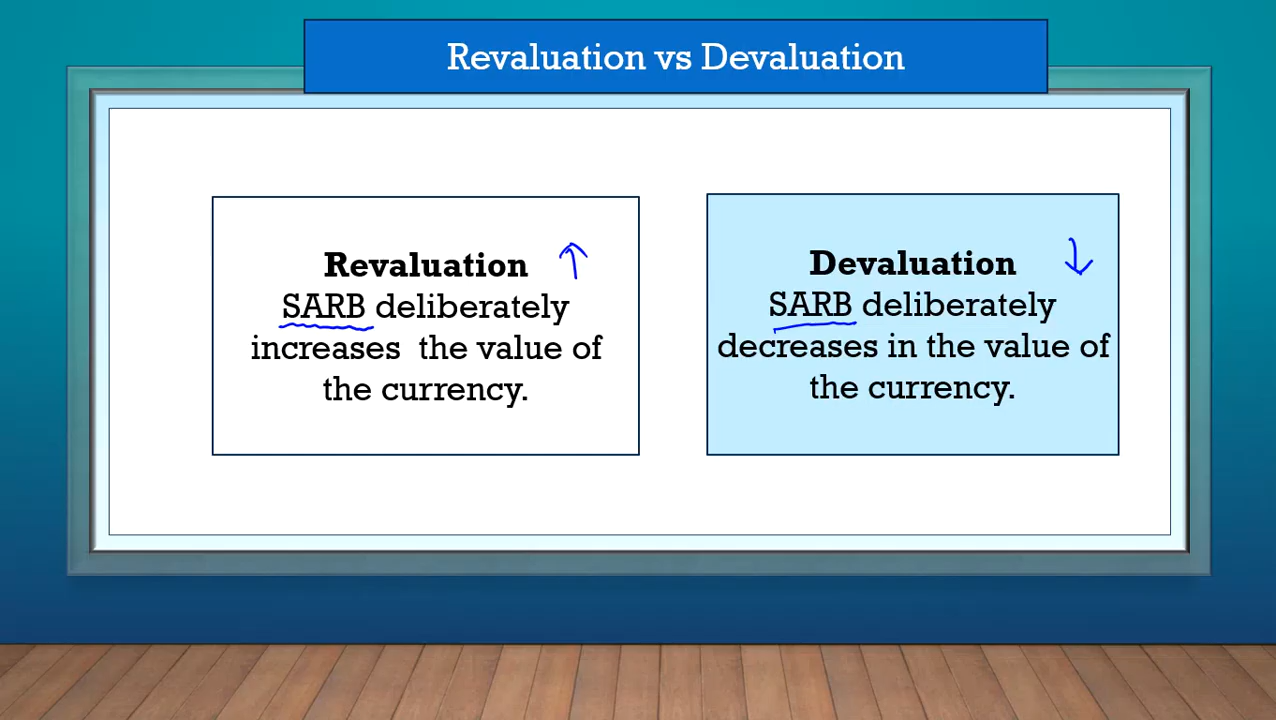 Revaluation vs Devaluation
Revaluation
SARB deliberately
increases the value of
the currency.
Devaluation
SARB deliberately
decreases in the value of
the currency.